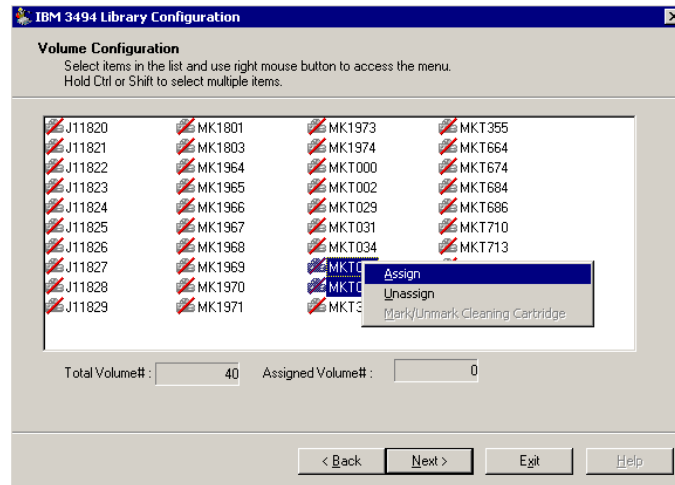 IBM 3494 Library Configuration
Volume Configuration
Select items in the list and use right mouse button to access the menu.
Hold Ctrl or Shift to select multiple items.
J11820 MK1801 MK1973 MKT355
J11821 MK1803 MK1974 MKT664
J11822 MK1964 MKT000 MKT674
J11823 MK1965 MKT002 MKT684
J11824 MK1966 MKT029 MKT686
J11825 MK1967 MKT031 MKT710
J11826 MK1968 MKT034 MKT713
J11827 MK1969
Assign
J11828 MK1970
Unassign
J11829 MK1971
Mark/Unmark Cleaning Cartridge
Total Volume# : 40 Assigned Volume# : 0
< Back Next > Exit Help